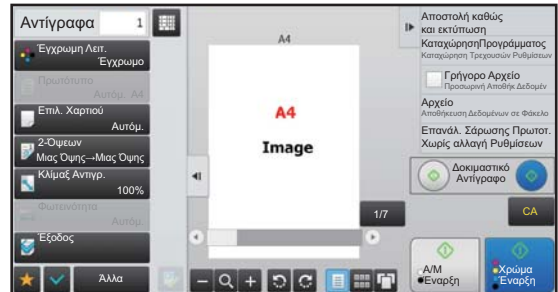 Αντίγραφα 1
Έγχρωμη Λειτ.
Έγχρωμο
Πρωτότυπο
Αυτόμ. A4
Επιλ. Χαρτιού
Αυτόμ.
2-Όψεων
Μιας Όψης→Μιας Όψης
Κλίμαξ Αντιγρ.
100%
Φωτεινότητα
Αυτόμ.
Έξοδος
Άλλα
A4
A4
Image
1/7
Αποστολή καθώς
και εκτύπωση
ΚαταχώρησηΠρογράμματος
Καταχώρηση Τρεχουσών Ρυθμίσεων
Γρήγορο Αρχείο
Προσωρινή Αποθήκ Δεδομέν
Αρχείο
Αποθήκευση Δεδομένων σε Φάκελο
Επανάλ. Σάρωσης Πρωτοτ.
Χωρίς αλλαγή Ρυθμίσεων
Δοκιμαστικό
Αντίγραφο
CA
Α/Μ
Έναρξη
Χρώμα
Έναρξη